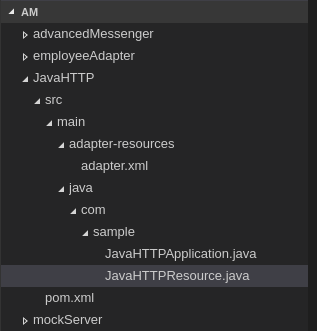 AM
advancedMessenger
employeeAdapter
JavaHTTP
src
main
adapter-resources
adapter.xml
java
com
sample
JavaHTTPApplication.java
JavaHTTPResource.java
pom.xml
mockServer